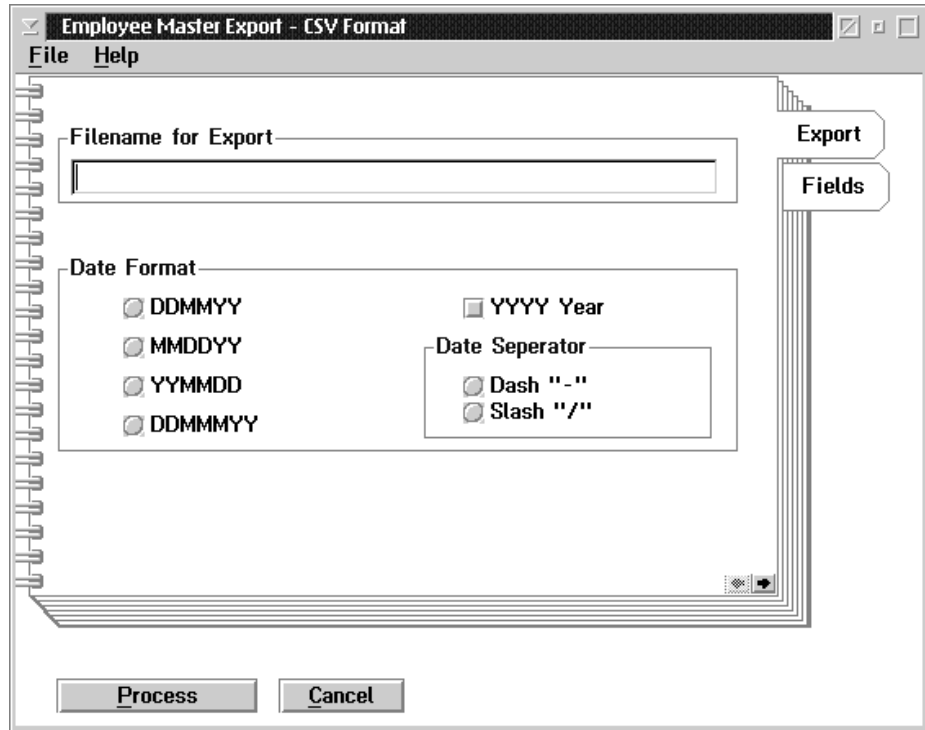 Employee Master Export - CSV Format
File Help
Filename for Export
Export
Fields
Date Format
DDMMYY
YYYY Year
MMDDYY
Date Seperator
YYMMDD
Dash "-"
Slash "/"
DDMMMYY
Process Cancel